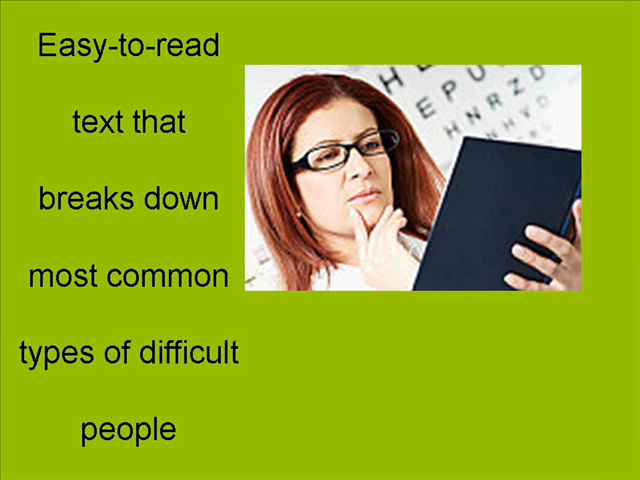 Easy-to-read
text that
breaks down
most common
types of difficult
people
E P U
H N R Z D